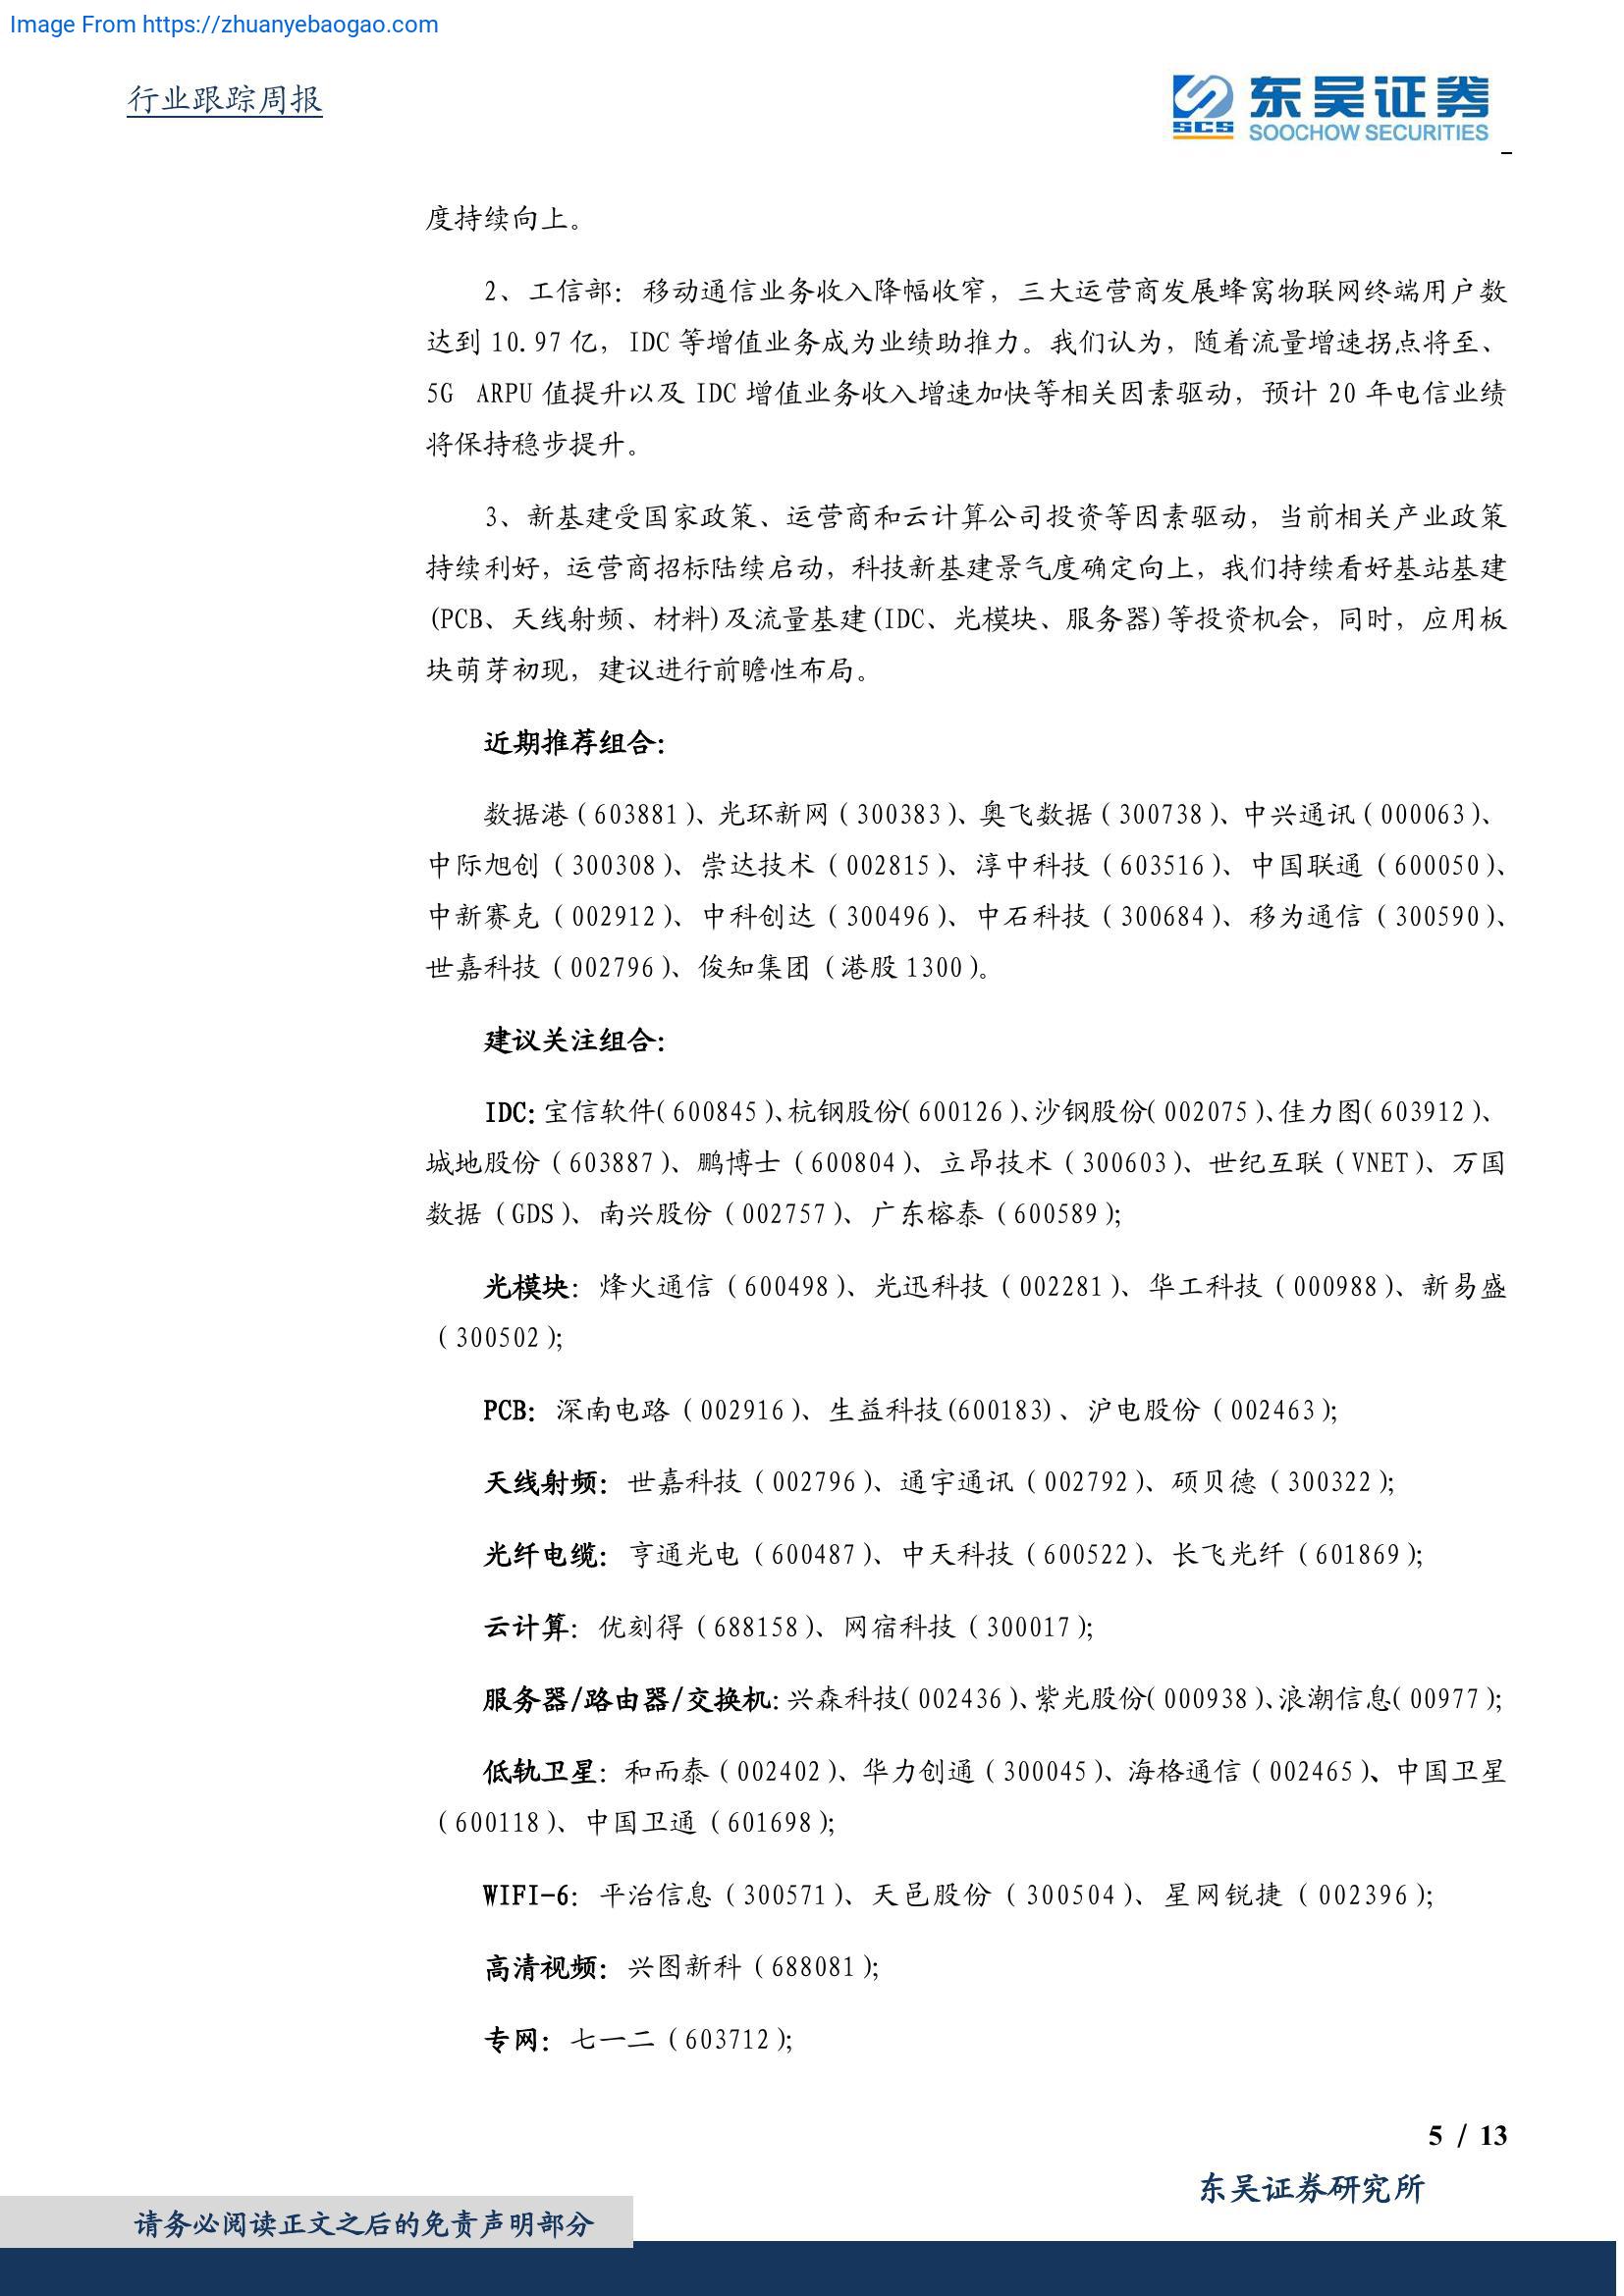 Image From https://zhuanyebaogao.com
行业跟踪周报
SCS
东吴证券
SOOCHOW SECURITIES
度持续向上。
2、工信部：移动通信业务收入降幅收窄，三大运营商发展蜂窝物联网终端用户数
达到 10.97 亿，IDC 等增值业务成为业绩助推力。我们认为，随着流量增速拐点将至、
5G ARPU 值提升以及 IDC 增值业务收入增速加快等相关因素驱动，预计 20 年电信业绩
将保持稳步提升。
3、新基建受国家政策、运营商和云计算公司投资等因素驱动，当前相关产业政策
持续利好，运营商招标陆续启动，科技新基建景气度确定向上，我们持续看好基站基建
(PCB、天线射频、材料)及流量基建(IDC、光模块、服务器)等投资机会，同时，应用板
块萌芽初现，建议进行前瞻性布局。
近期推荐组合：
数据港（603881）、光环新网（300383）、奥飞数据（300738）、中兴通讯（000063）、
中际旭创（300308）、崇达技术（002815）、淳中科技（603516）、中国联通（600050）、
中新赛克（002912）、中科创达（300496）、中石科技（300684）、移为通信（300590）、
世嘉科技（002796）、俊知集团（港股 1300）。
建议关注组合：
IDC：宝信软件（600845）、杭钢股份（600126）、沙钢股份（002075）、佳力图（603912）、
城地股份（603887）、鹏博士（600804）、立昂技术（300603）、世纪互联（VNET）、万国
数据（GDS）、南兴股份（002757）、广东榕泰（600589）；
光模块：烽火通信（600498）、光迅科技（002281）、华工科技（000988）、新易盛
（300502）；
PCB：深南电路（002916）、生益科技(600183)、沪电股份（002463）；
天线射频：世嘉科技（002796）、通宇通讯（002792）、硕贝德（300322）；
光纤电缆：亨通光电（600487）、中天科技（600522）、长飞光纤（601869）；
云计算：优刻得（688158）、网宿科技（300017）；
服务器/路由器/交换机：兴森科技（002436）、紫光股份（000938）、浪潮信息（00977）；
低轨卫星：和而泰（002402）、华力创通（300045）、海格通信（002465）、中国卫星
（600118）、中国卫通（601698）；
WIFI-6：平治信息（300571）、天邑股份（300504）、星网锐捷（002396）；
高清视频：兴图新科（688081）；
专网：七一二（603712）；
5 / 13
东吴证券研究所
请务必阅读正文之后的免责声明部分